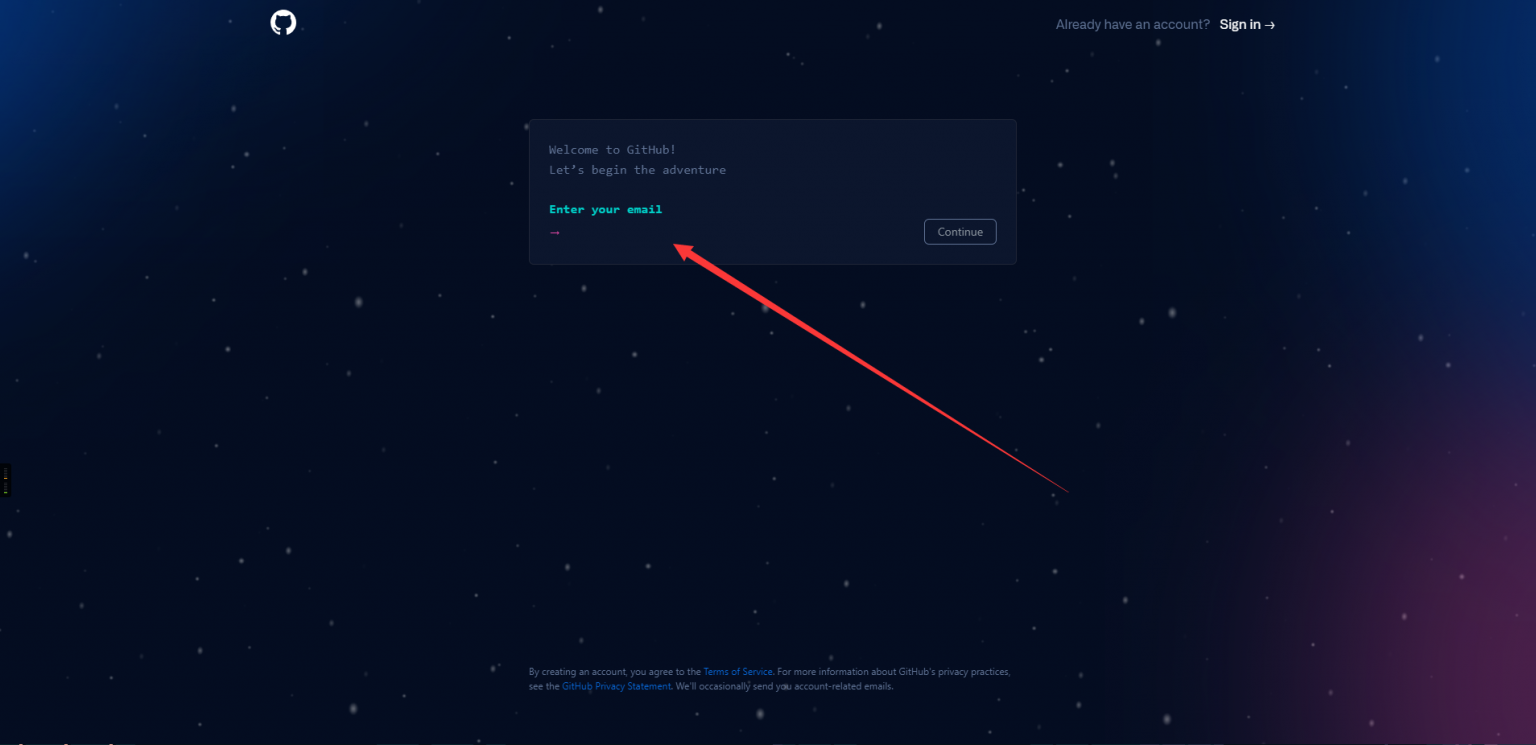 Already have an account? Sign in →
Welcome to GitHub!
Let’s begin the adventure
Enter your email
→
Continue
By creating an account, you agree to the Terms of Service. For more information about GitHub's privacy practices,
see the GitHub Privacy Statement. We'll occasionally send you account-related emails.